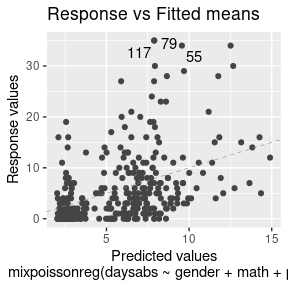 Response vs Fitted means
Response values
30
20
10
0
117
79
55
5
10
15
Predicted values
mixpoissonreg(daysabs ~ gender + math + p